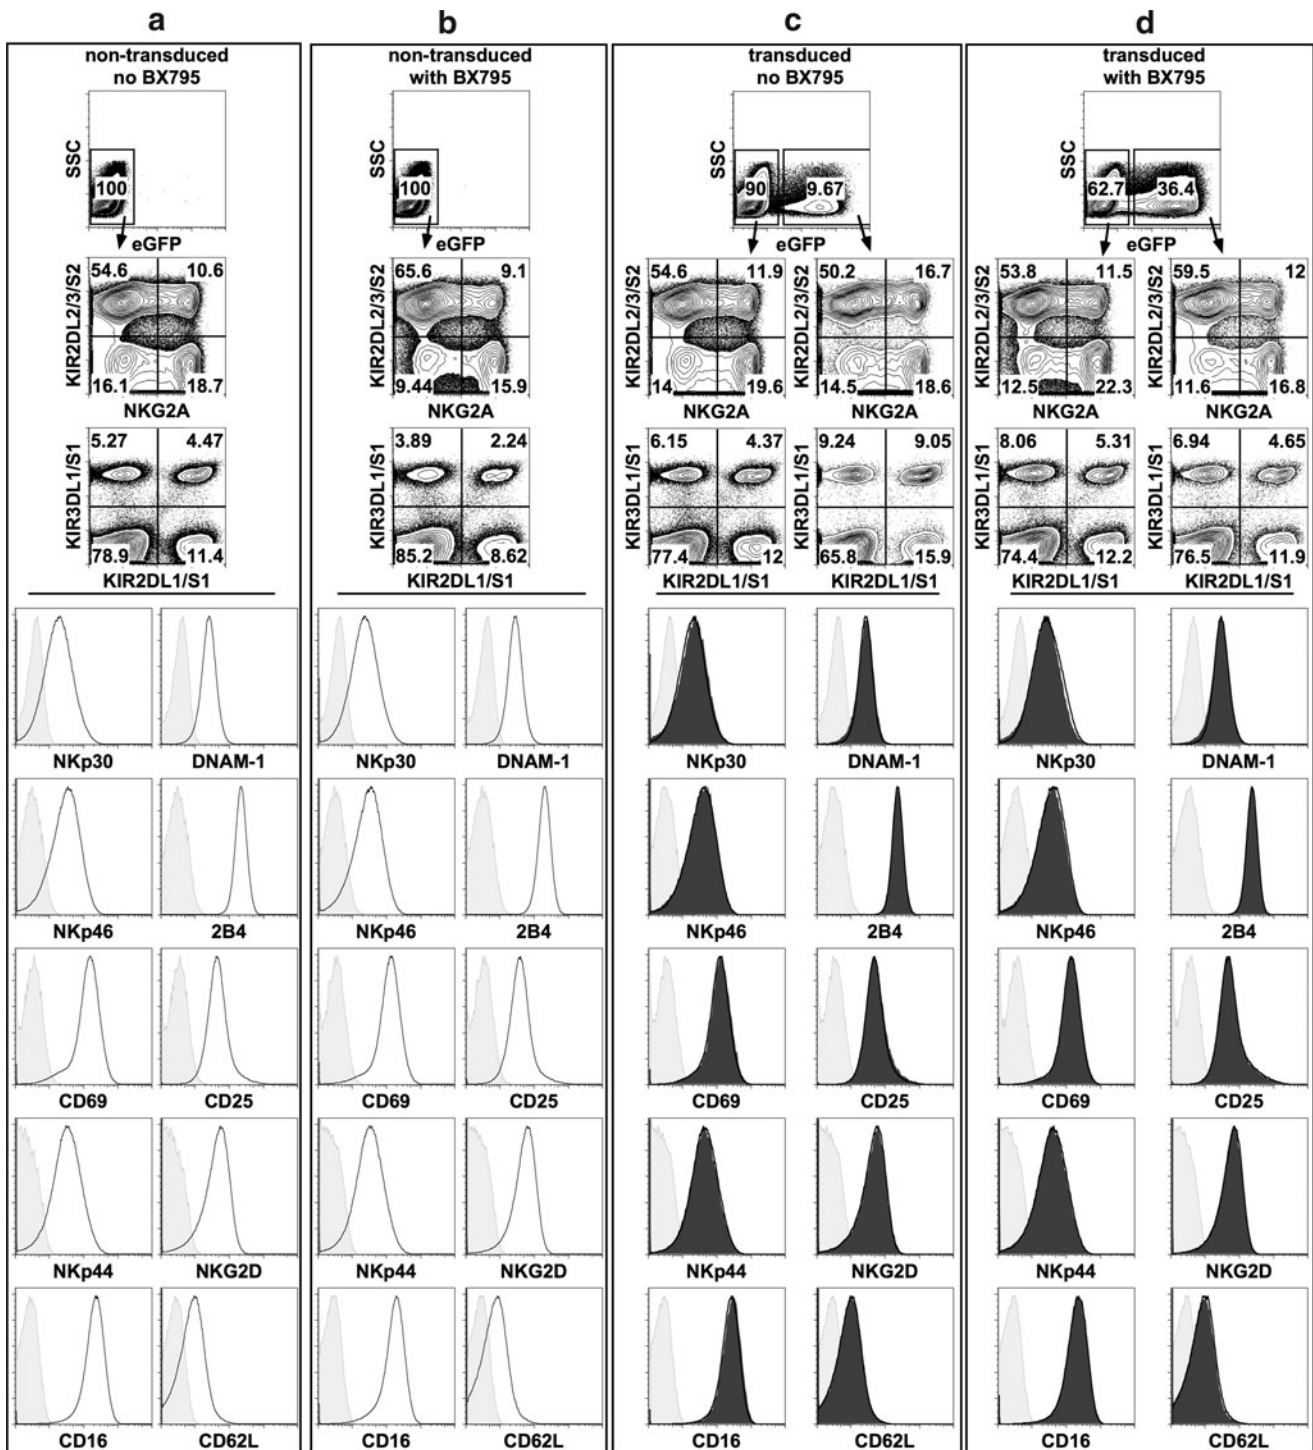 a b c d
non-transduced no BX795
non-transduced with BX795
transduced no BX795
transduced with BX795
SSC SSC SSC SSC
100 100 90 9.67 62.7 36.4
eGFP eGFP eGFP eGFP
KIR2DL2/3/S2 KIR2DL2/3/S2 KIR2DL2/3/S2 KIR2DL2/3/S2
54.6 10.6 65.6 9.1 54.6 11.9 50.2 16.7 53.8 11.5 59.5 12
16.1 18.7 9.44 15.9 14 19.6 14.5 18.6 12.5 22.3 11.6 16.8
NKG2A NKG2A NKG2A NKG2A NKG2A NKG2A
KIR3DL1/S1 KIR3DL1/S1 KIR3DL1/S1 KIR3DL1/S1
5.27 4.47 3.89 2.24 6.15 4.37 9.24 9.05 8.06 5.31 6.94 4.65
78.9 11.4 85.2 8.62 77.4 12 65.8 15.9 74.4 12.2 76.5 11.9
KIR2DL1/S1 KIR2DL1/S1 KIR2DL1/S1 KIR2DL1/S1 KIR2DL1/S1 KIR2DL1/S1
NKp30 DNAM-1 NKp30 DNAM-1 NKp30 DNAM-1 NKp30 DNAM-1
NKp46 2B4 NKp46 2B4 NKp46 2B4 NKp46 2B4
CD69 CD25 CD69 CD25 CD69 CD25 CD69 CD25
NKp44 NKG2D NKp44 NKG2D NKp44 NKG2D NKp44 NKG2D
CD16 CD62L CD16 CD62L CD16 CD62L CD16 CD62L